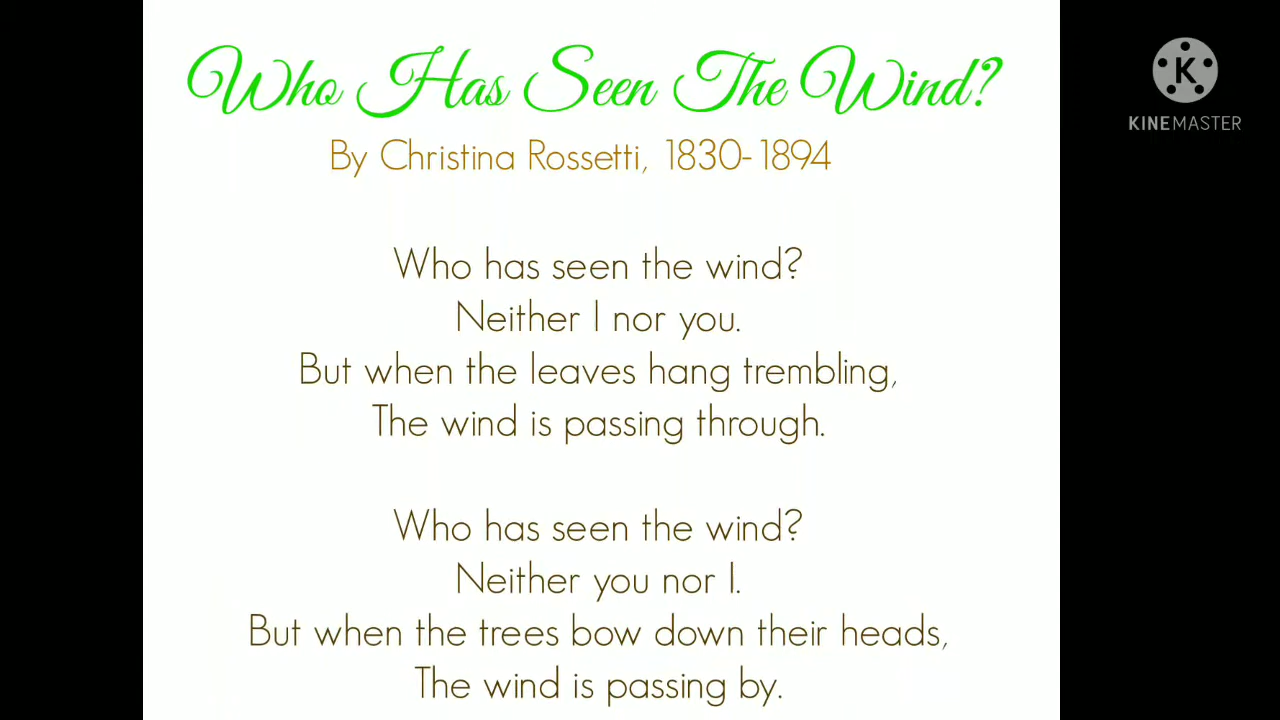 Who Has Seen The Wind?
By Christina Rossetti, 1830-1894
Who has seen the wind?
Neither I nor you.
But when the leaves hang trembling,
The wind is passing through.
Who has seen the wind?
Neither you nor I.
But when the trees bow down their heads,
The wind is passing by.
K
KINEMASTER